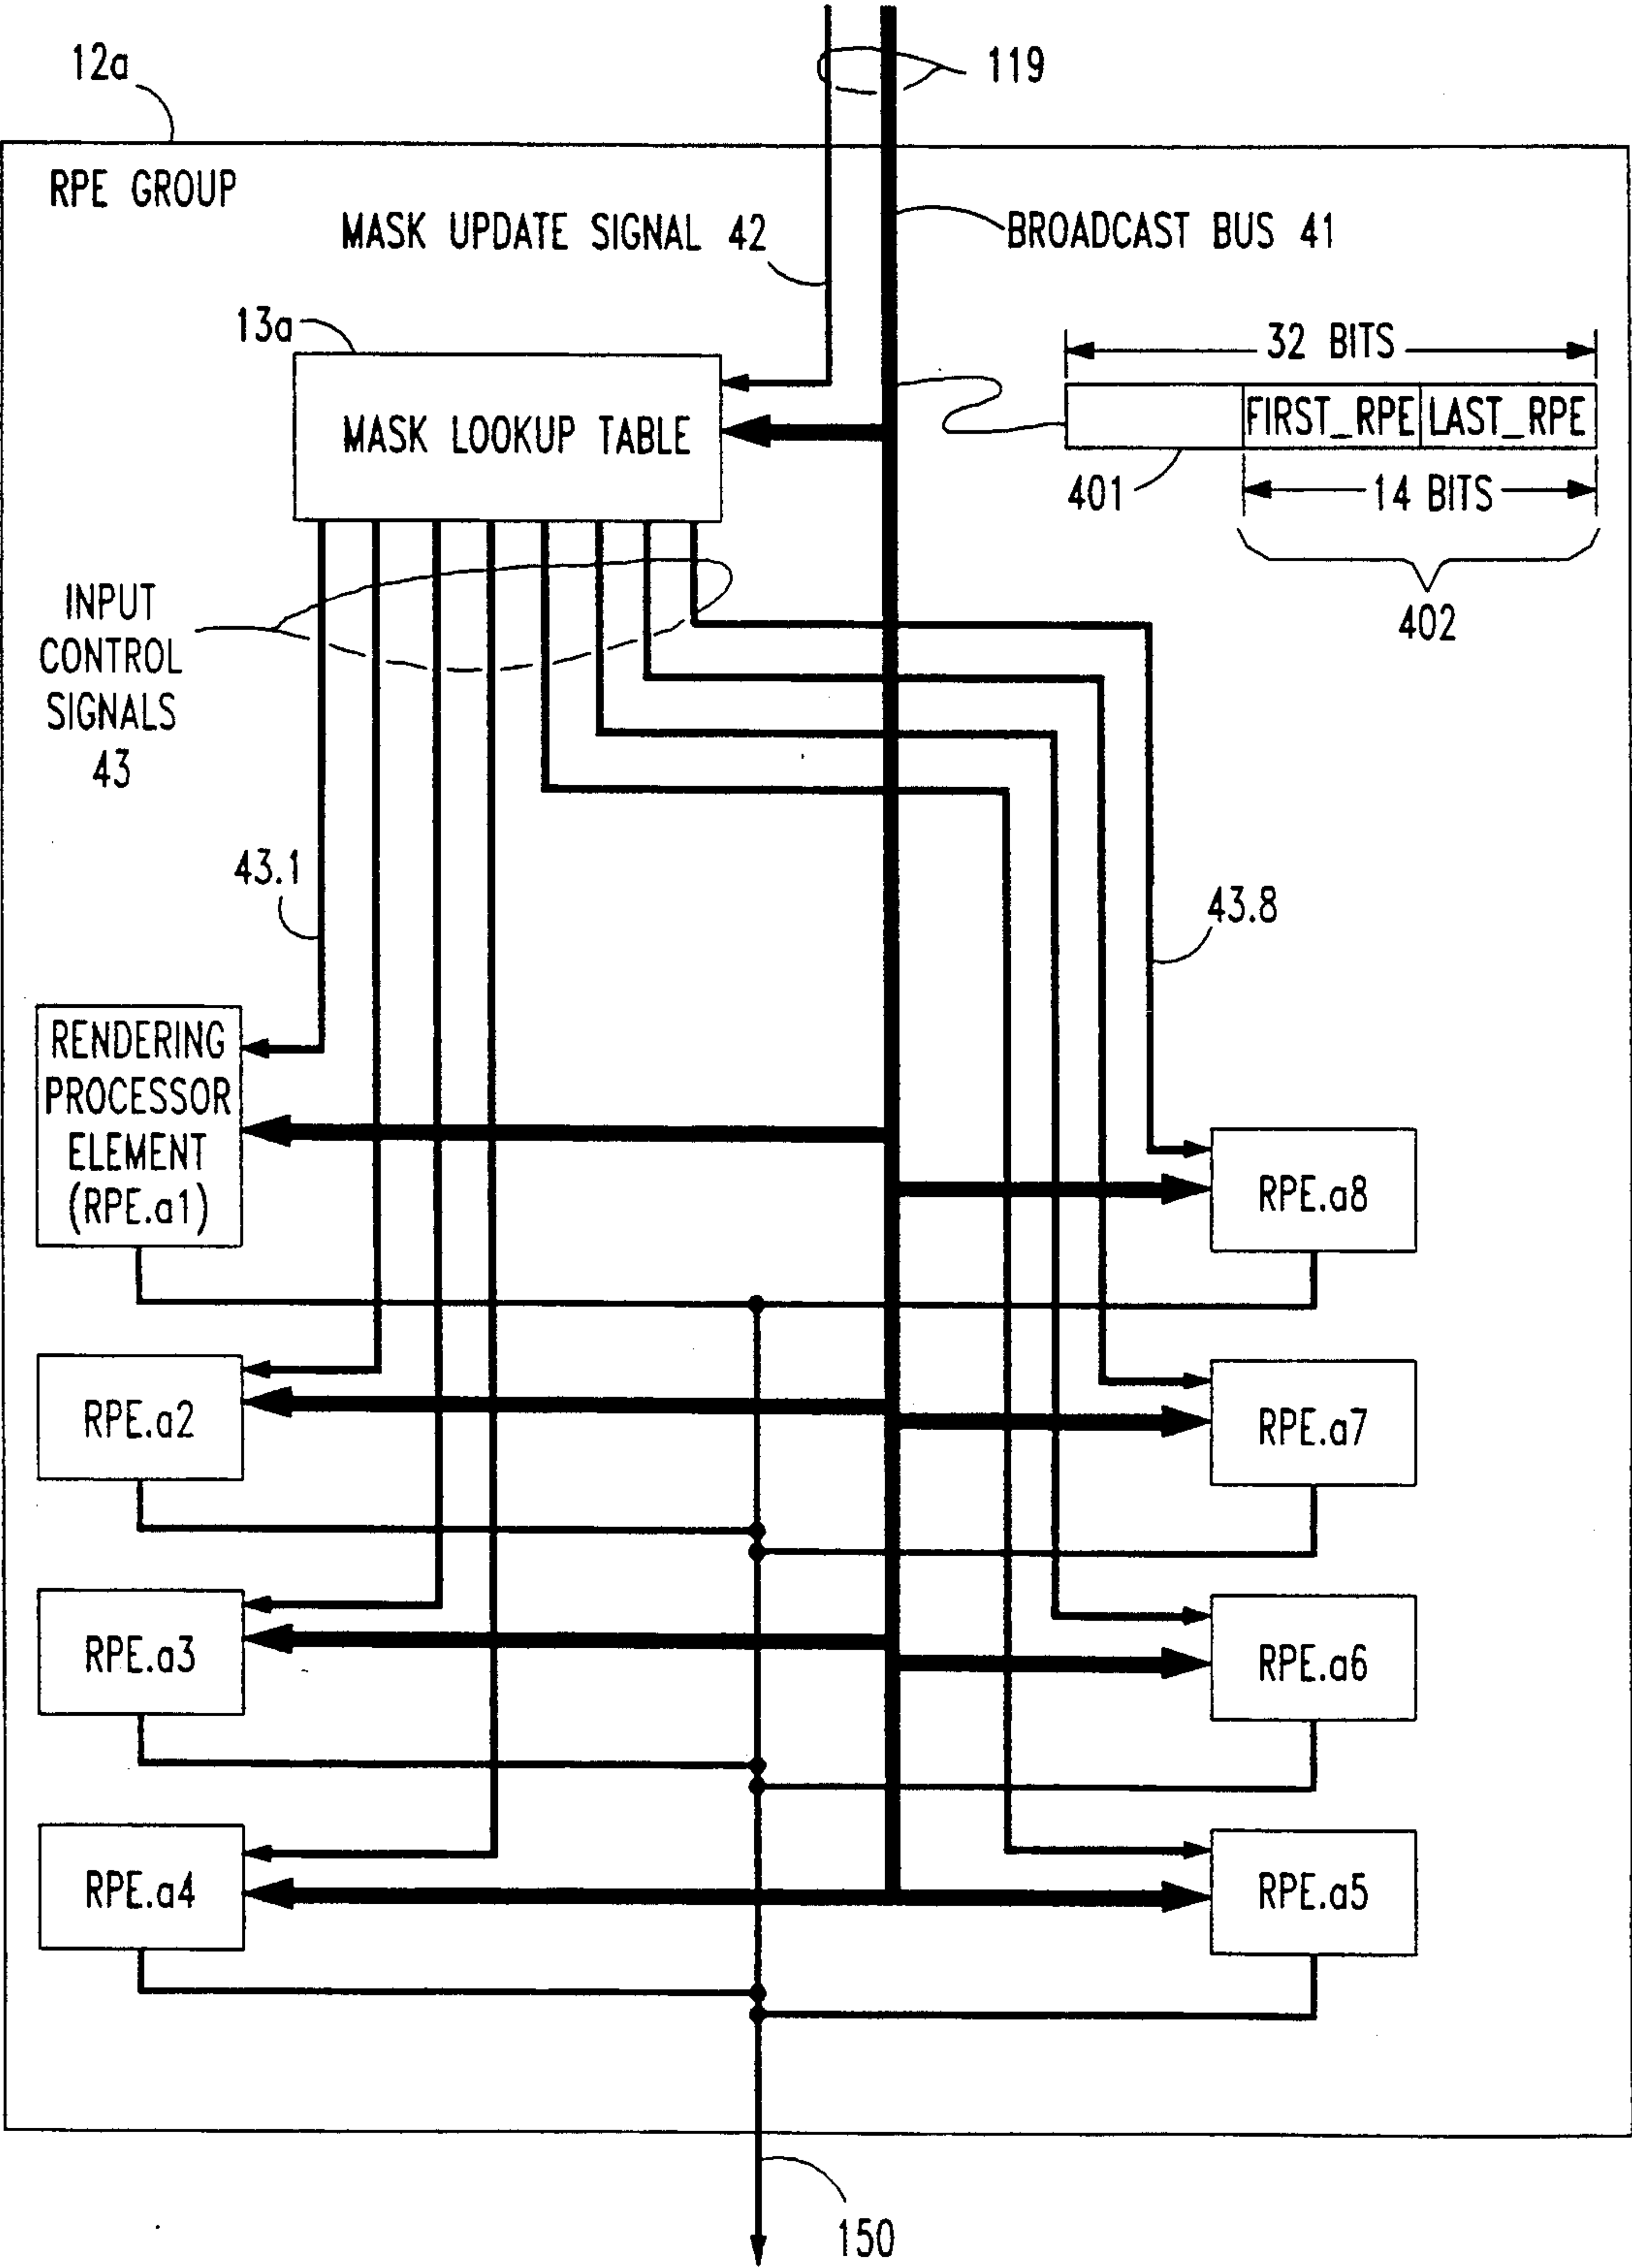 12a
119
RPE GROUP
MASK UPDATE SIGNAL 42
BROADCAST BUS 41
13a
32 BITS
MASK LOOKUP TABLE
FIRST_RPE LAST_RPE
401
14 BITS
402
INPUT
CONTROL
SIGNALS
43
43.1
43.8
RENDERING
PROCESSOR
ELEMENT
(RPE.a1)
RPE.a8
RPE.a2
RPE.a7
RPE.a3
RPE.a6
RPE.a4
RPE.a5
150